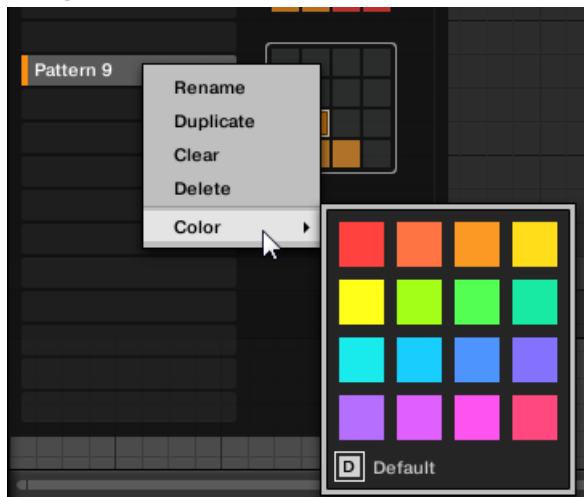 Pattern 9
Rename
Duplicate
Clear
Delete
Color
D Default